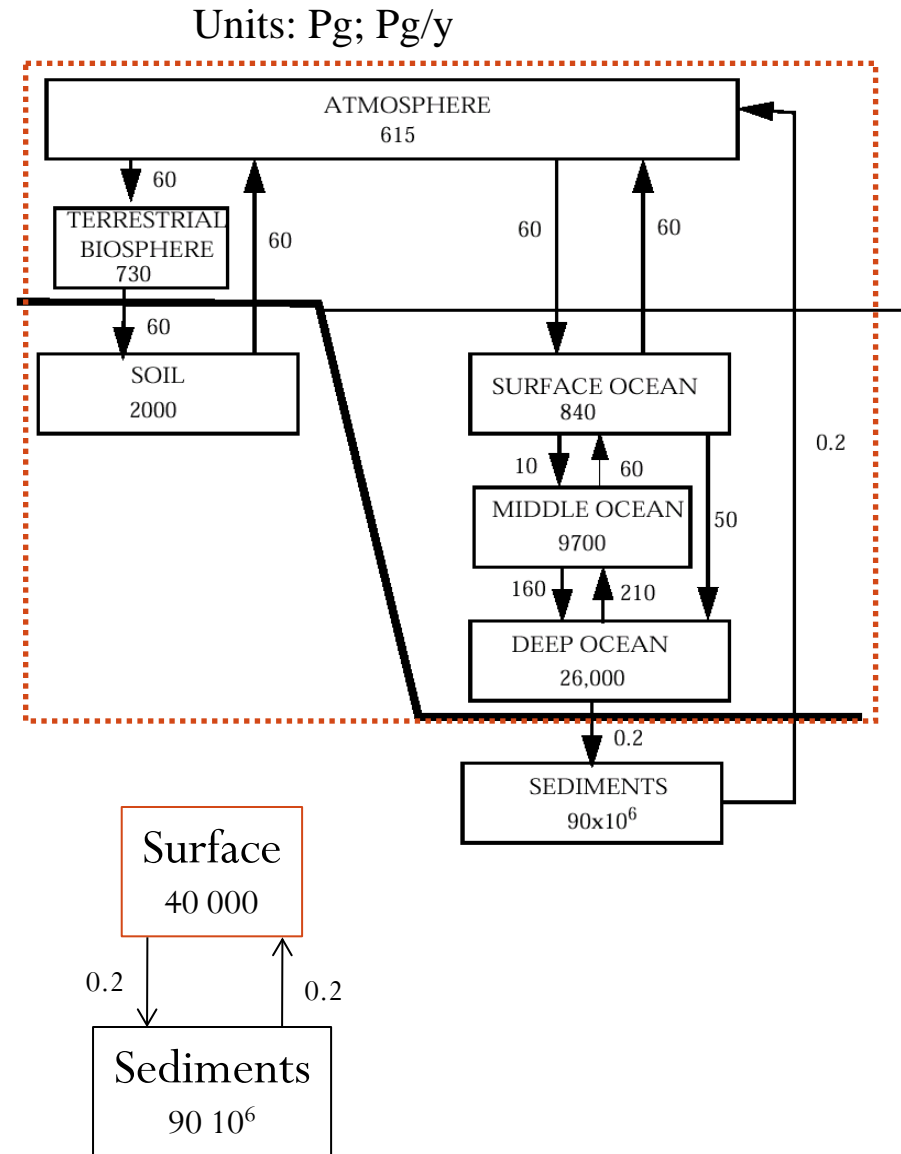 Units: Pg; Pg/y
ATMOSPHERE
615
60
60
60
60
TERRESTRIAL
BIOSPHERE
730
60
SOIL
2000
SURFACE OCEAN
840
0.2
10
60
50
MIDDLE OCEAN
9700
160
210
DEEP OCEAN
26,000
0.2
SEDIMENTS
90x10⁶
Surface
40 000
0.2
0.2
Sediments
90 10⁶